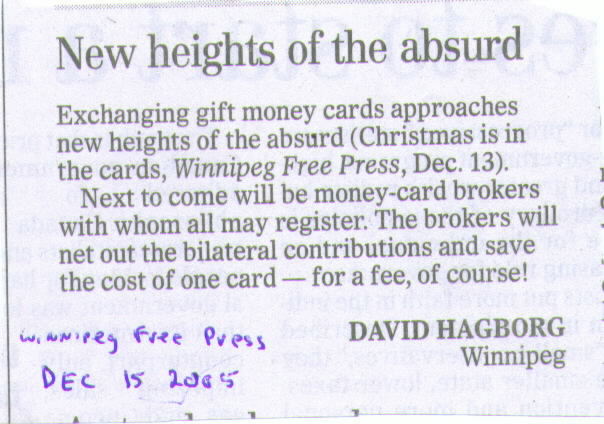 New heights of the absurd
Exchanging gift money cards approaches
new heights of the absurd (Christmas is in
the cards, Winnipeg Free Press, Dec. 13).
Next to come will be money-card brokers
with whom all may register. The brokers will
net out the bilateral contributions and save
the cost of one card — for a fee, of course!
DAVID HAGBORG
Winnipeg
Winnipeg Free Press
DEC 15 2005